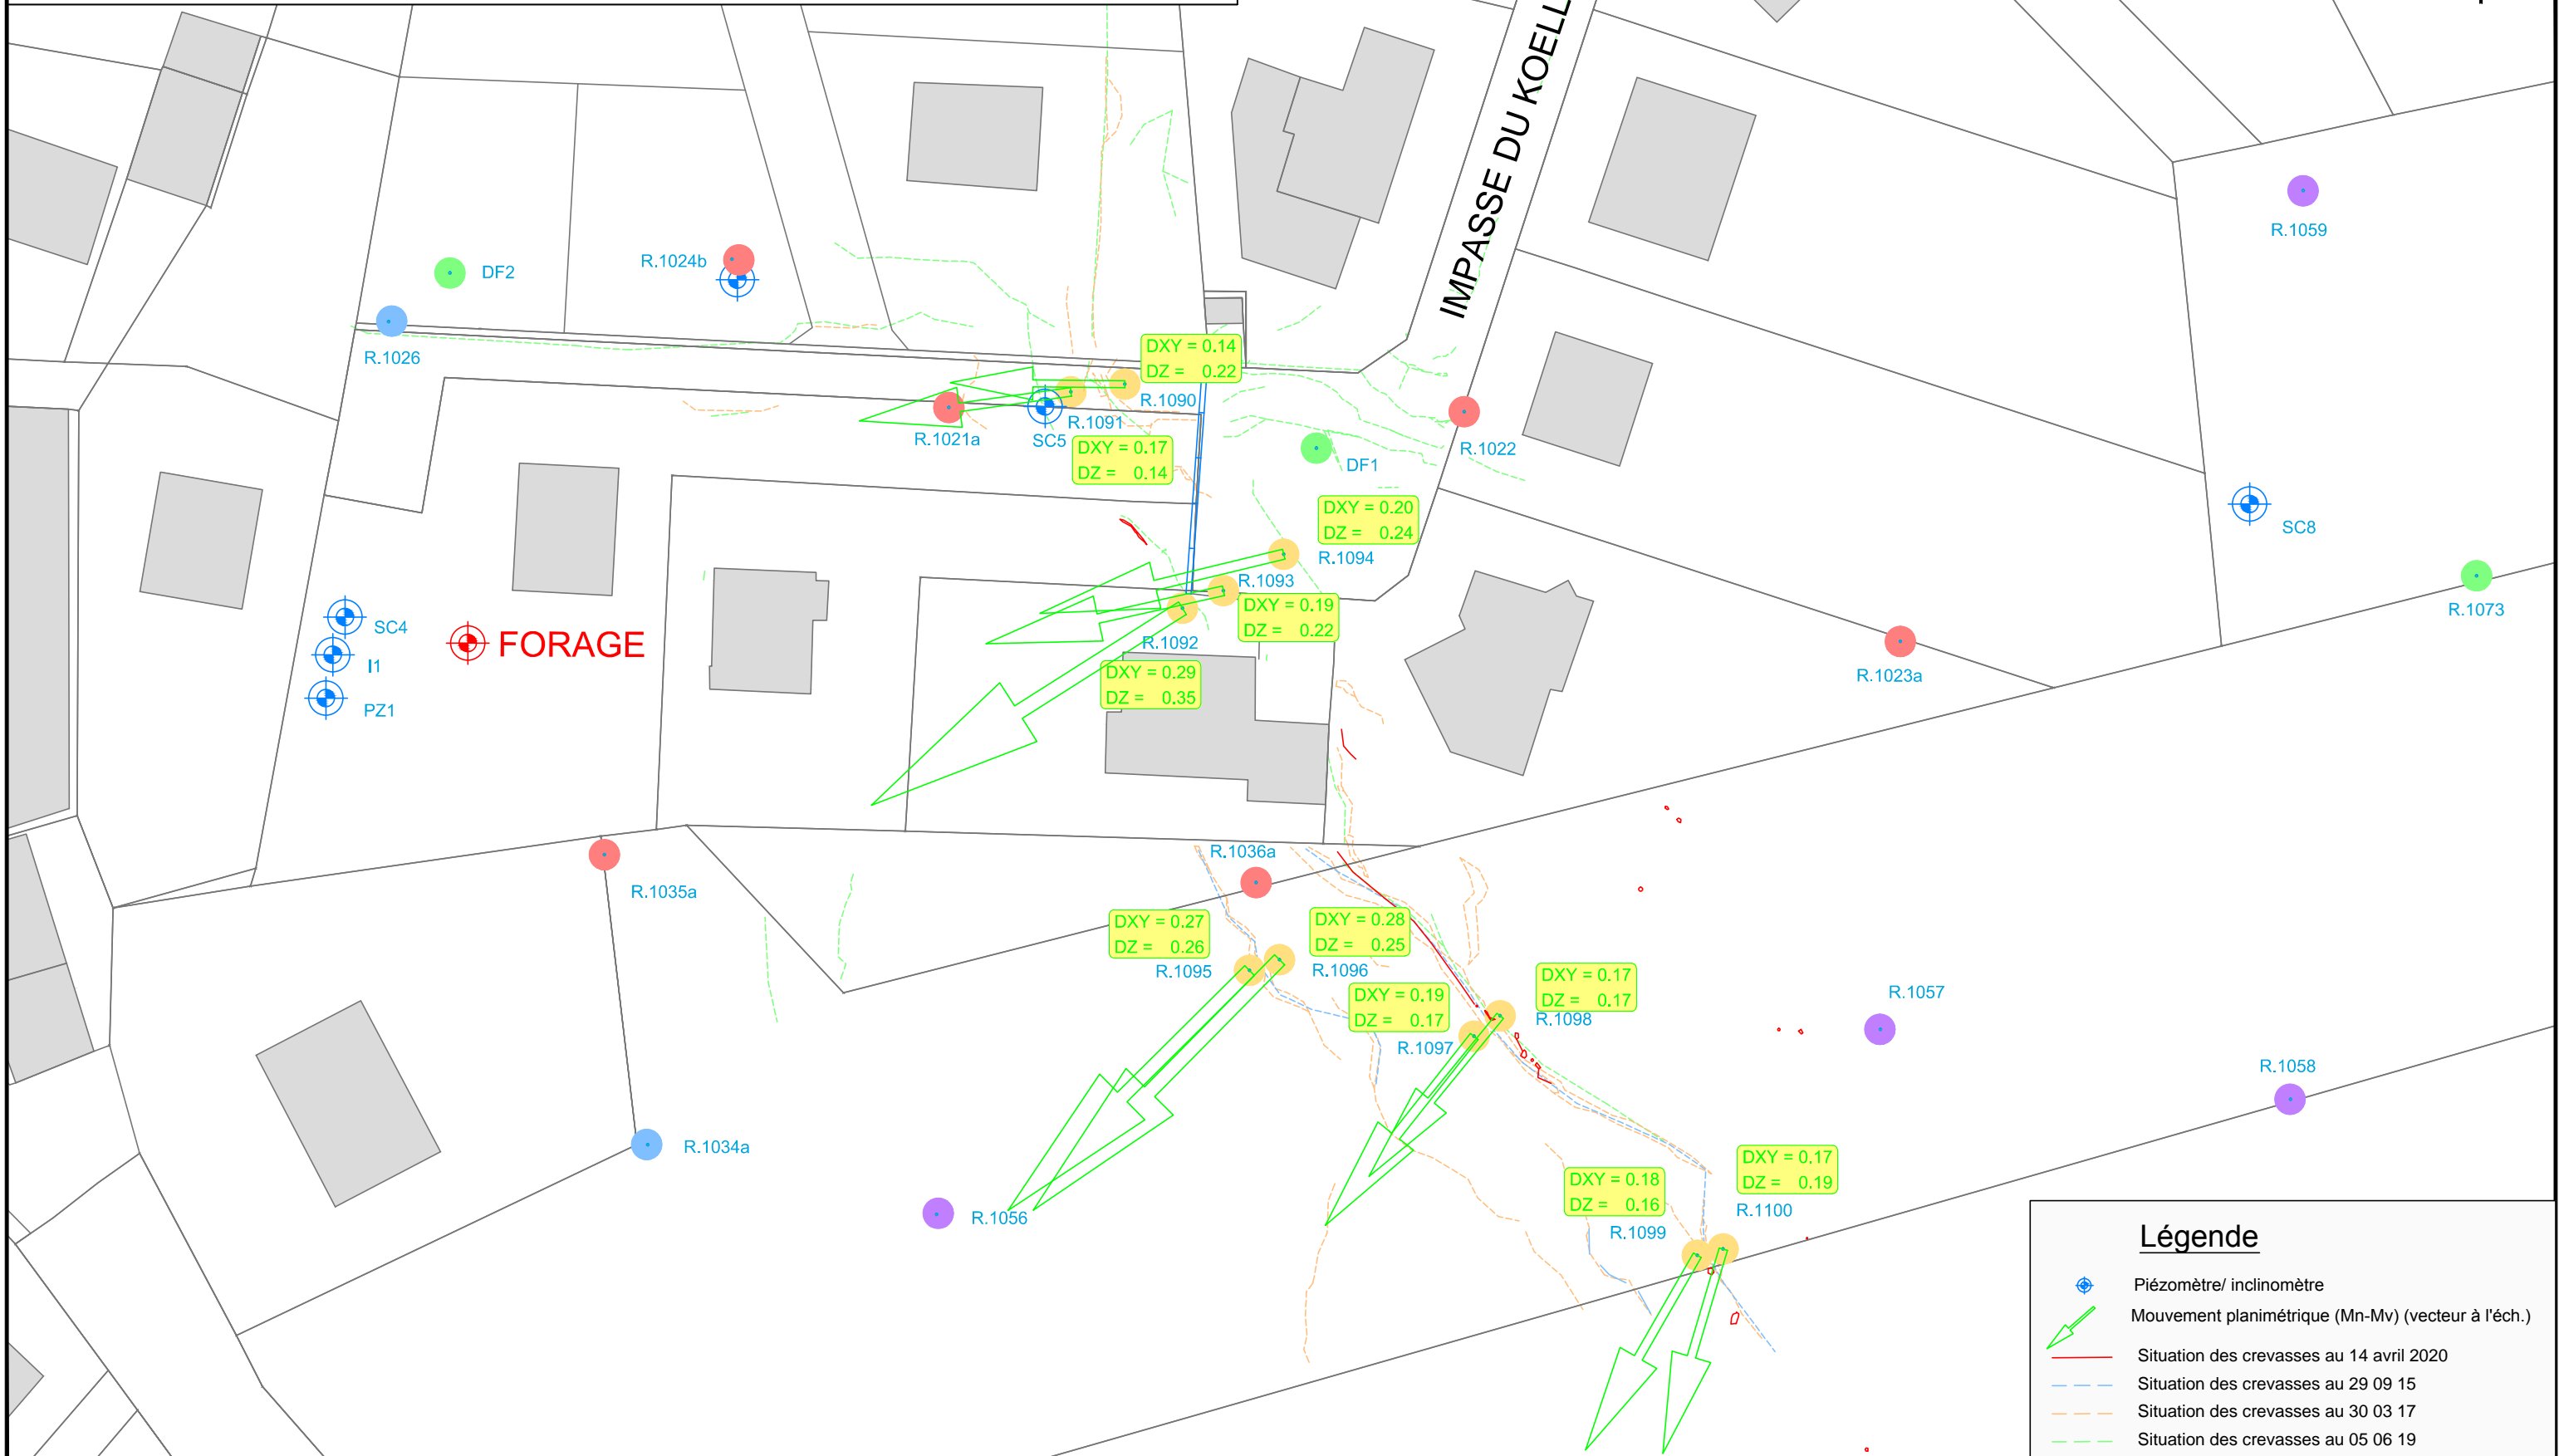 IMPASSE DU KOELL
R.1059
DF2
R.1024b
R.1026
DXY = 0.14
DZ = 0.22
R.1090
R.1091
R.1021a
SC5
DXY = 0.17
DZ = 0.14
R.1022
DF1
DXY = 0.20
DZ = 0.24
R.1094
SC8
R.1093
R.1073
DXY = 0.19
DZ = 0.22
SC4
FORAGE
R.1092
I1
DXY = 0.29
DZ = 0.35
R.1023a
PZ1
R.1036a
R.1035a
DXY = 0.27
DZ = 0.26
R.1095
DXY = 0.28
DZ = 0.25
R.1096
DXY = 0.17
DZ = 0.17
R.1098
DXY = 0.19
DZ = 0.17
R.1097
R.1057
R.1058
R.1034a
DXY = 0.17
DZ = 0.19
R.1100
DXY = 0.18
DZ = 0.16
R.1099
R.1056
Légende
Piézomètre/ inclinomètre
Mouvement planimétrique (Mn-Mv) (vecteur à l'éch.)
Situation des crevasses au 14 avril 2020
Situation des crevasses au 29 09 15
Situation des crevasses au 30 03 17
Situation des crevasses au 05 06 19